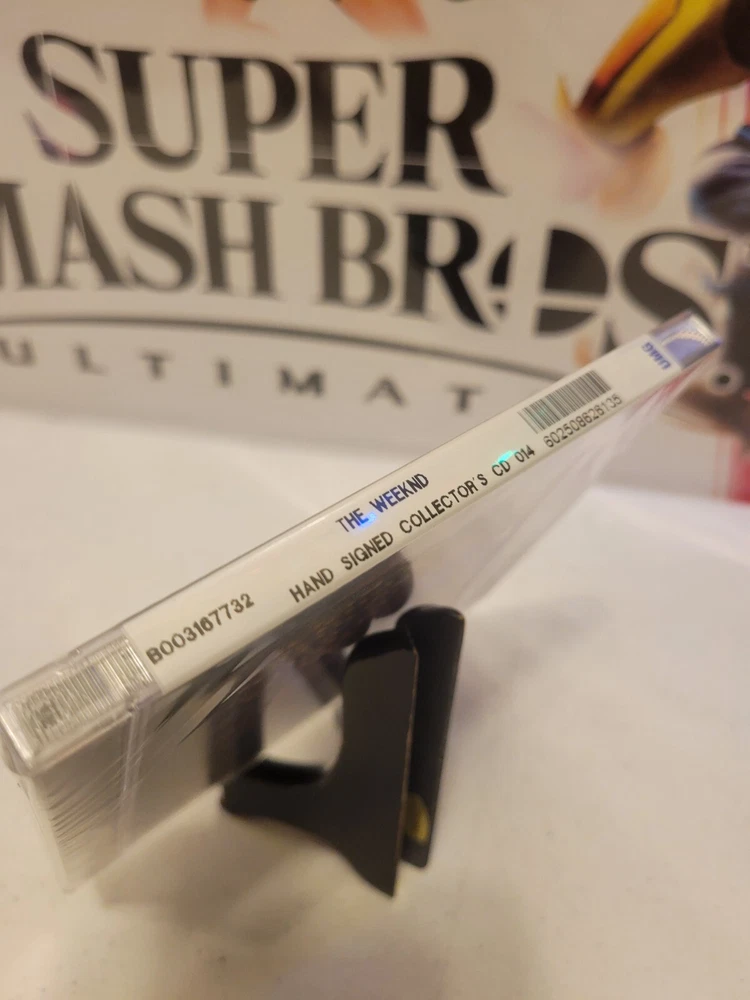 SUPER
MASH BROS
ULTIMAT
UMG
602508626135
THE WEEKND
HAND SIGNED COLLECTOR'S CD 014
B003167732